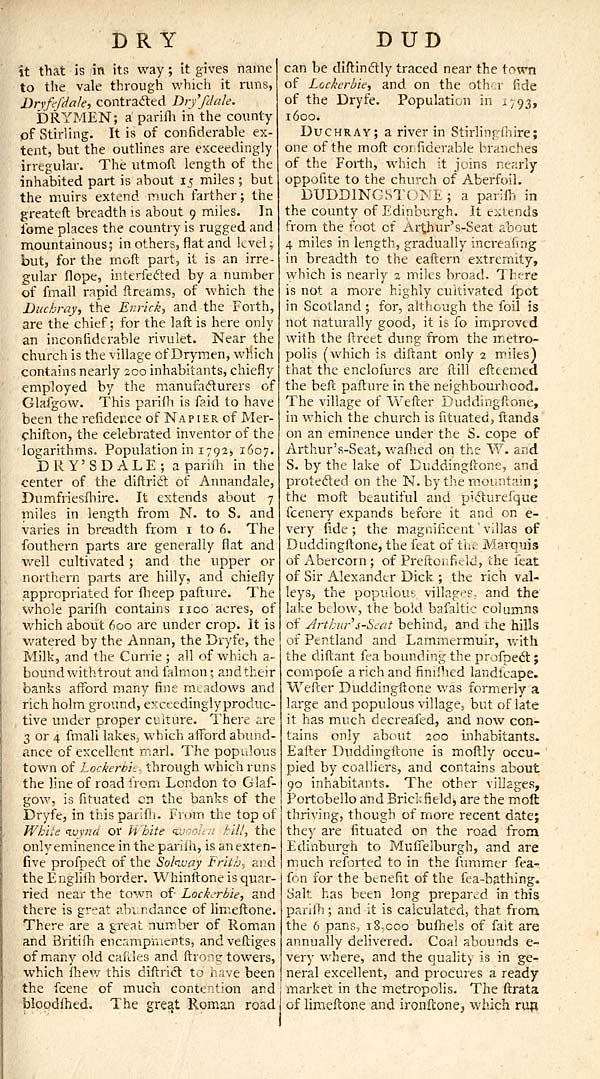 DRY
it that is in its way; it gives name
to the vale through which it runs,
Dryfeſdale, contracted Dry'ſdale.
DRYMEN; a pariſh in the county
of Stirling. It is of conſiderable ex-
tent, but the outlines are exceedingly
irregular. The utmoſt length of the
inhabited part is about 15 miles; but
the muirs extend much farther; the
greateſt breadth is about 9 miles. In
ſome places the country is rugged and
mountainous; in others, flat and level;
but, for the moſt part, it is an irre-
gular ſlope, interſected by a number
of ſmall rapid ſtreams, of which the
Duchray, the Enrick, and the Forth,
are the chief; for the laſt is here only
an inconſiderable rivulet. Near the
church is the village of Drymen, which
contains nearly 200 inhabitants, chiefly
employed by the manufacturers of
Glaſgow. This pariſh is ſaid to have
been the reſidence of NAPIER of Mer-
chiſton, the celebrated inventor of the
logarithms. Population in 1792, 1607.
DRY'SDALE; a pariſh in the
center of the diſtrict of Annandale,
Dumfriesſhire. It extends about 7
miles in length from N. to S. and
varies in breadth from 1 to 6. The
ſouthern parts are generally flat and
well cultivated; and the upper or
northern parts are hilly, and chiefly
appropriated for ſheep paſture. The
whole pariſh contains 1100 acres, of
which about 600 are under crop. It is
watered by the Annan, the Dryfe, the
Milk, and the Currie; all of which a-
bound with trout and ſalmon; and their
banks afford many fine meadows and
rich holm ground, exceedingly produc-
tive under proper culture. There are
3 or 4 ſmall lakes, which afford abund-
ance of excellent marl. The populous
town of Lockerbie, through which runs
the line of road from London to Glaſ-
gow, is ſituated on the banks of the
Dryfe, in this pariſh. From the top of
White wynd or White woolen hill, the
only eminence in the pariſh, is an exten-
ſive proſpect of the Solway Frith, and
the Engliſh border. Whinſtone is quar-
ried near the town of Lockerbie, and
there is great abundance of limeſtone.
There are a great number of Roman
and Britiſh encampments, and veſtiges
of many old caſtles and ſtrong towers,
which ſhew this diſtrict to have been
the ſcene of much contention and
bloodſhed. The great Roman road
DUD
can be diſtinctly traced near the town
of Lockerbie, and on the other ſide
of the Dryfe. Population in 1793,
1600.
DUCHRAY; a river in Stirlingſhire;
one of the moſt conſiderable branches
of the Forth, which it joins nearly
oppoſite to the church of Aberfoil.
DUDDINGSTONE; a pariſh in
the county of Edinburgh. It extends
from the foot of Arthur's-Seat about
4 miles in length, gradually increaſing
in breadth to the eaſtern extremity,
which is nearly 2 miles broad. There
is not a more highly cultivated ſpot
in Scotland; for, although the ſoil is
not naturally good, it is ſo improved
with the ſtreet dung from the metro-
polis (which is diſtant only 2 miles)
that the encloſures are ſtill eſteemed
the beſt paſture in the neighbourhood.
The village of Weſter Duddingſtone,
in which the church is ſituated, ſtands
on an eminence under the S. cope of
Arthur's-Seat, waſhed on the W. and
S. by the lake of Duddingſtone, and
protected on the N. by the mountain;
the moſt beautiful and pictureſque
ſcenery expands before it and on e-
very ſide; the magnificent villas of
Duddingſtone, the ſeat of the Marquis
of Abercorn; of Preſtonfield, the ſeat
of Sir Alexander Dick; the rich val-
leys, the populous villages, and the
lake below, the bold baſaltic columns
of Arthur's-Seat behind, and the hills
of Pentland and Lammermuir, with
the diſtant ſea bounding the proſpect;
compoſe a rich and finiſhed landſcape.
Weſter Duddingſtone was formerly a
large and populous village, but of late
it has much decreaſed, and now con-
tains only about 200 inhabitants.
Eaſter Duddingſtone is moſtly occu-
pied by coalliers, and contains about
90 inhabitants. The other villages,
Portobello and Brickfield, are the moſt
thriving, though of more recent date;
they are ſituated on the road from
Edinburgh to Muſſelburgh, and are
much reſorted to in the ſummer ſea-
ſon for the benefit of the ſea-bathing.
Salt has been long prepared in this
pariſh; and it is calculated, that from
the 6 pans, 18,000 buſhels of ſalt are
annually delivered. Coal abounds e-
very where, and the quality is in ge-
neral excellent, and procures a ready
market in the metropolis. The ſtrata
of limeſtone and ironſtone, which run